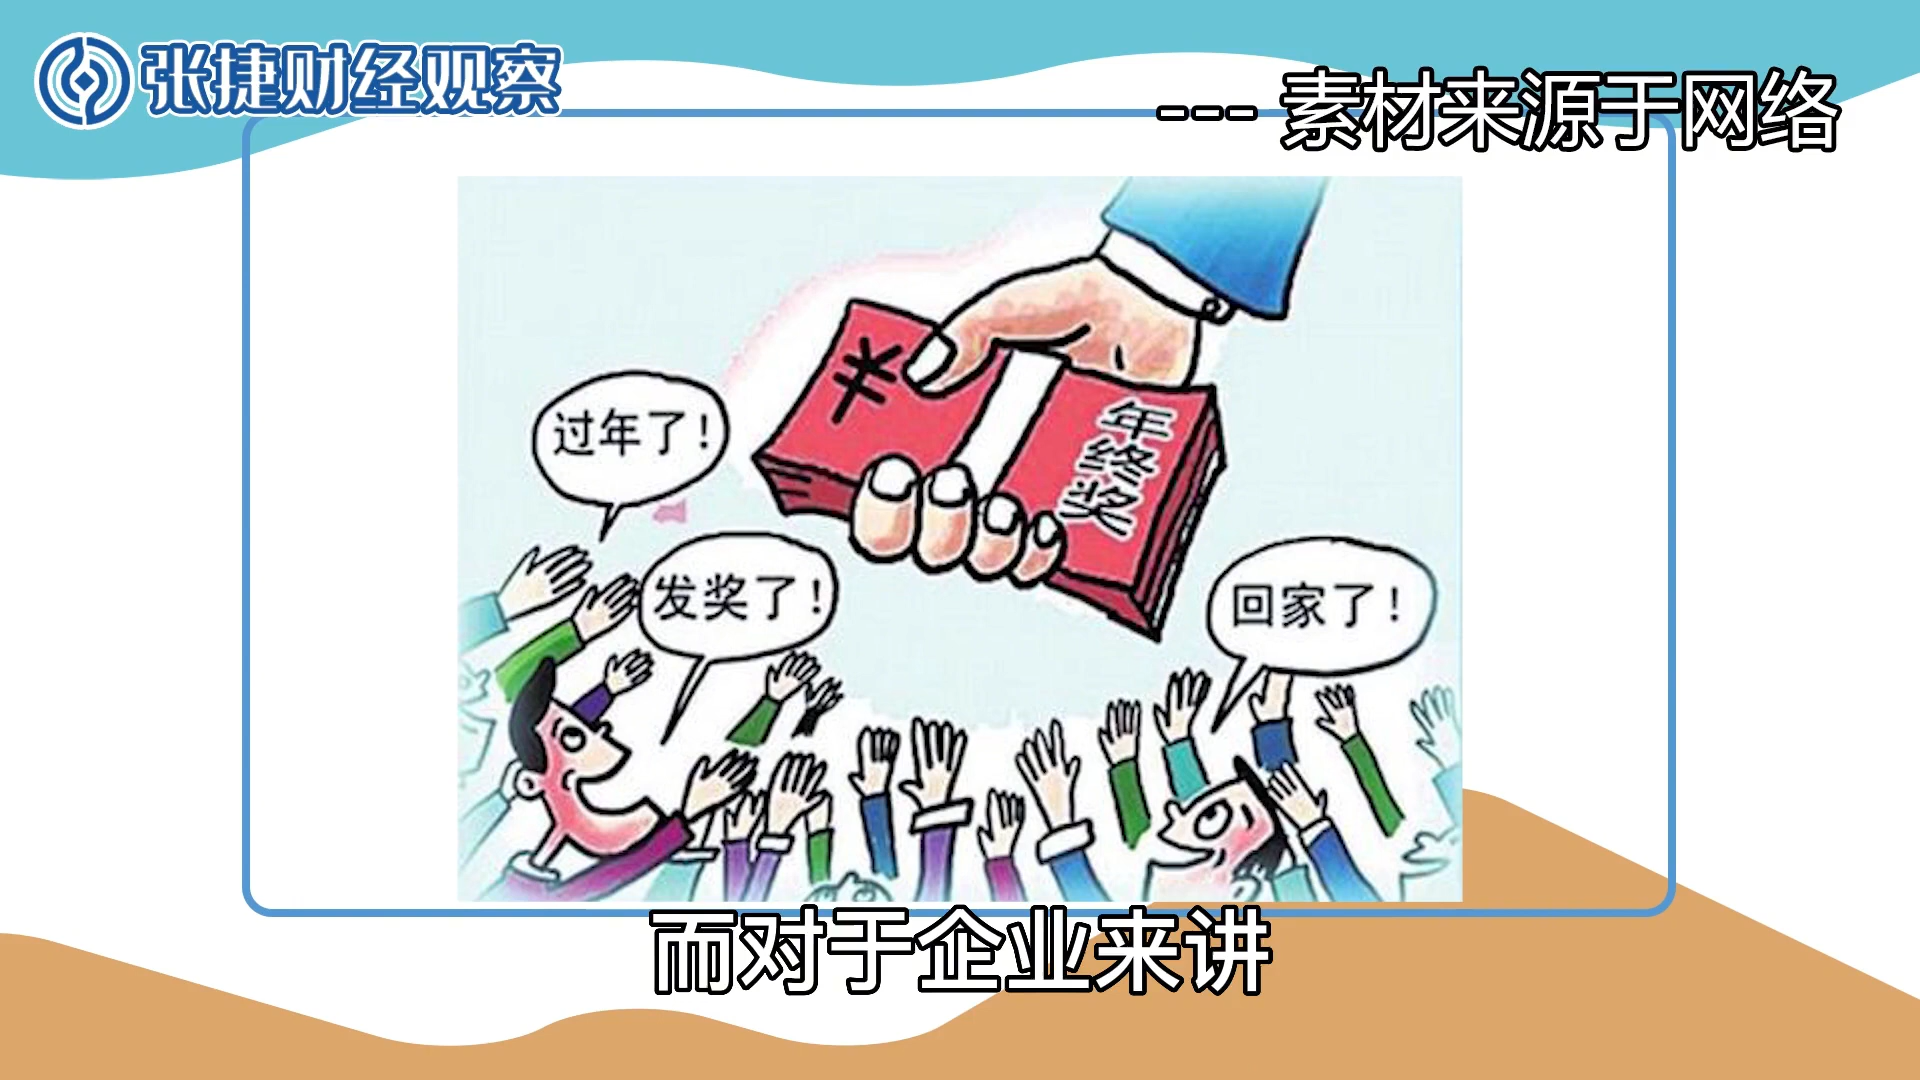 张捷财经观察
--- 素材来源于网络
¥
年终奖
过年了!
发奖了!
回家了!
而对于企业来讲